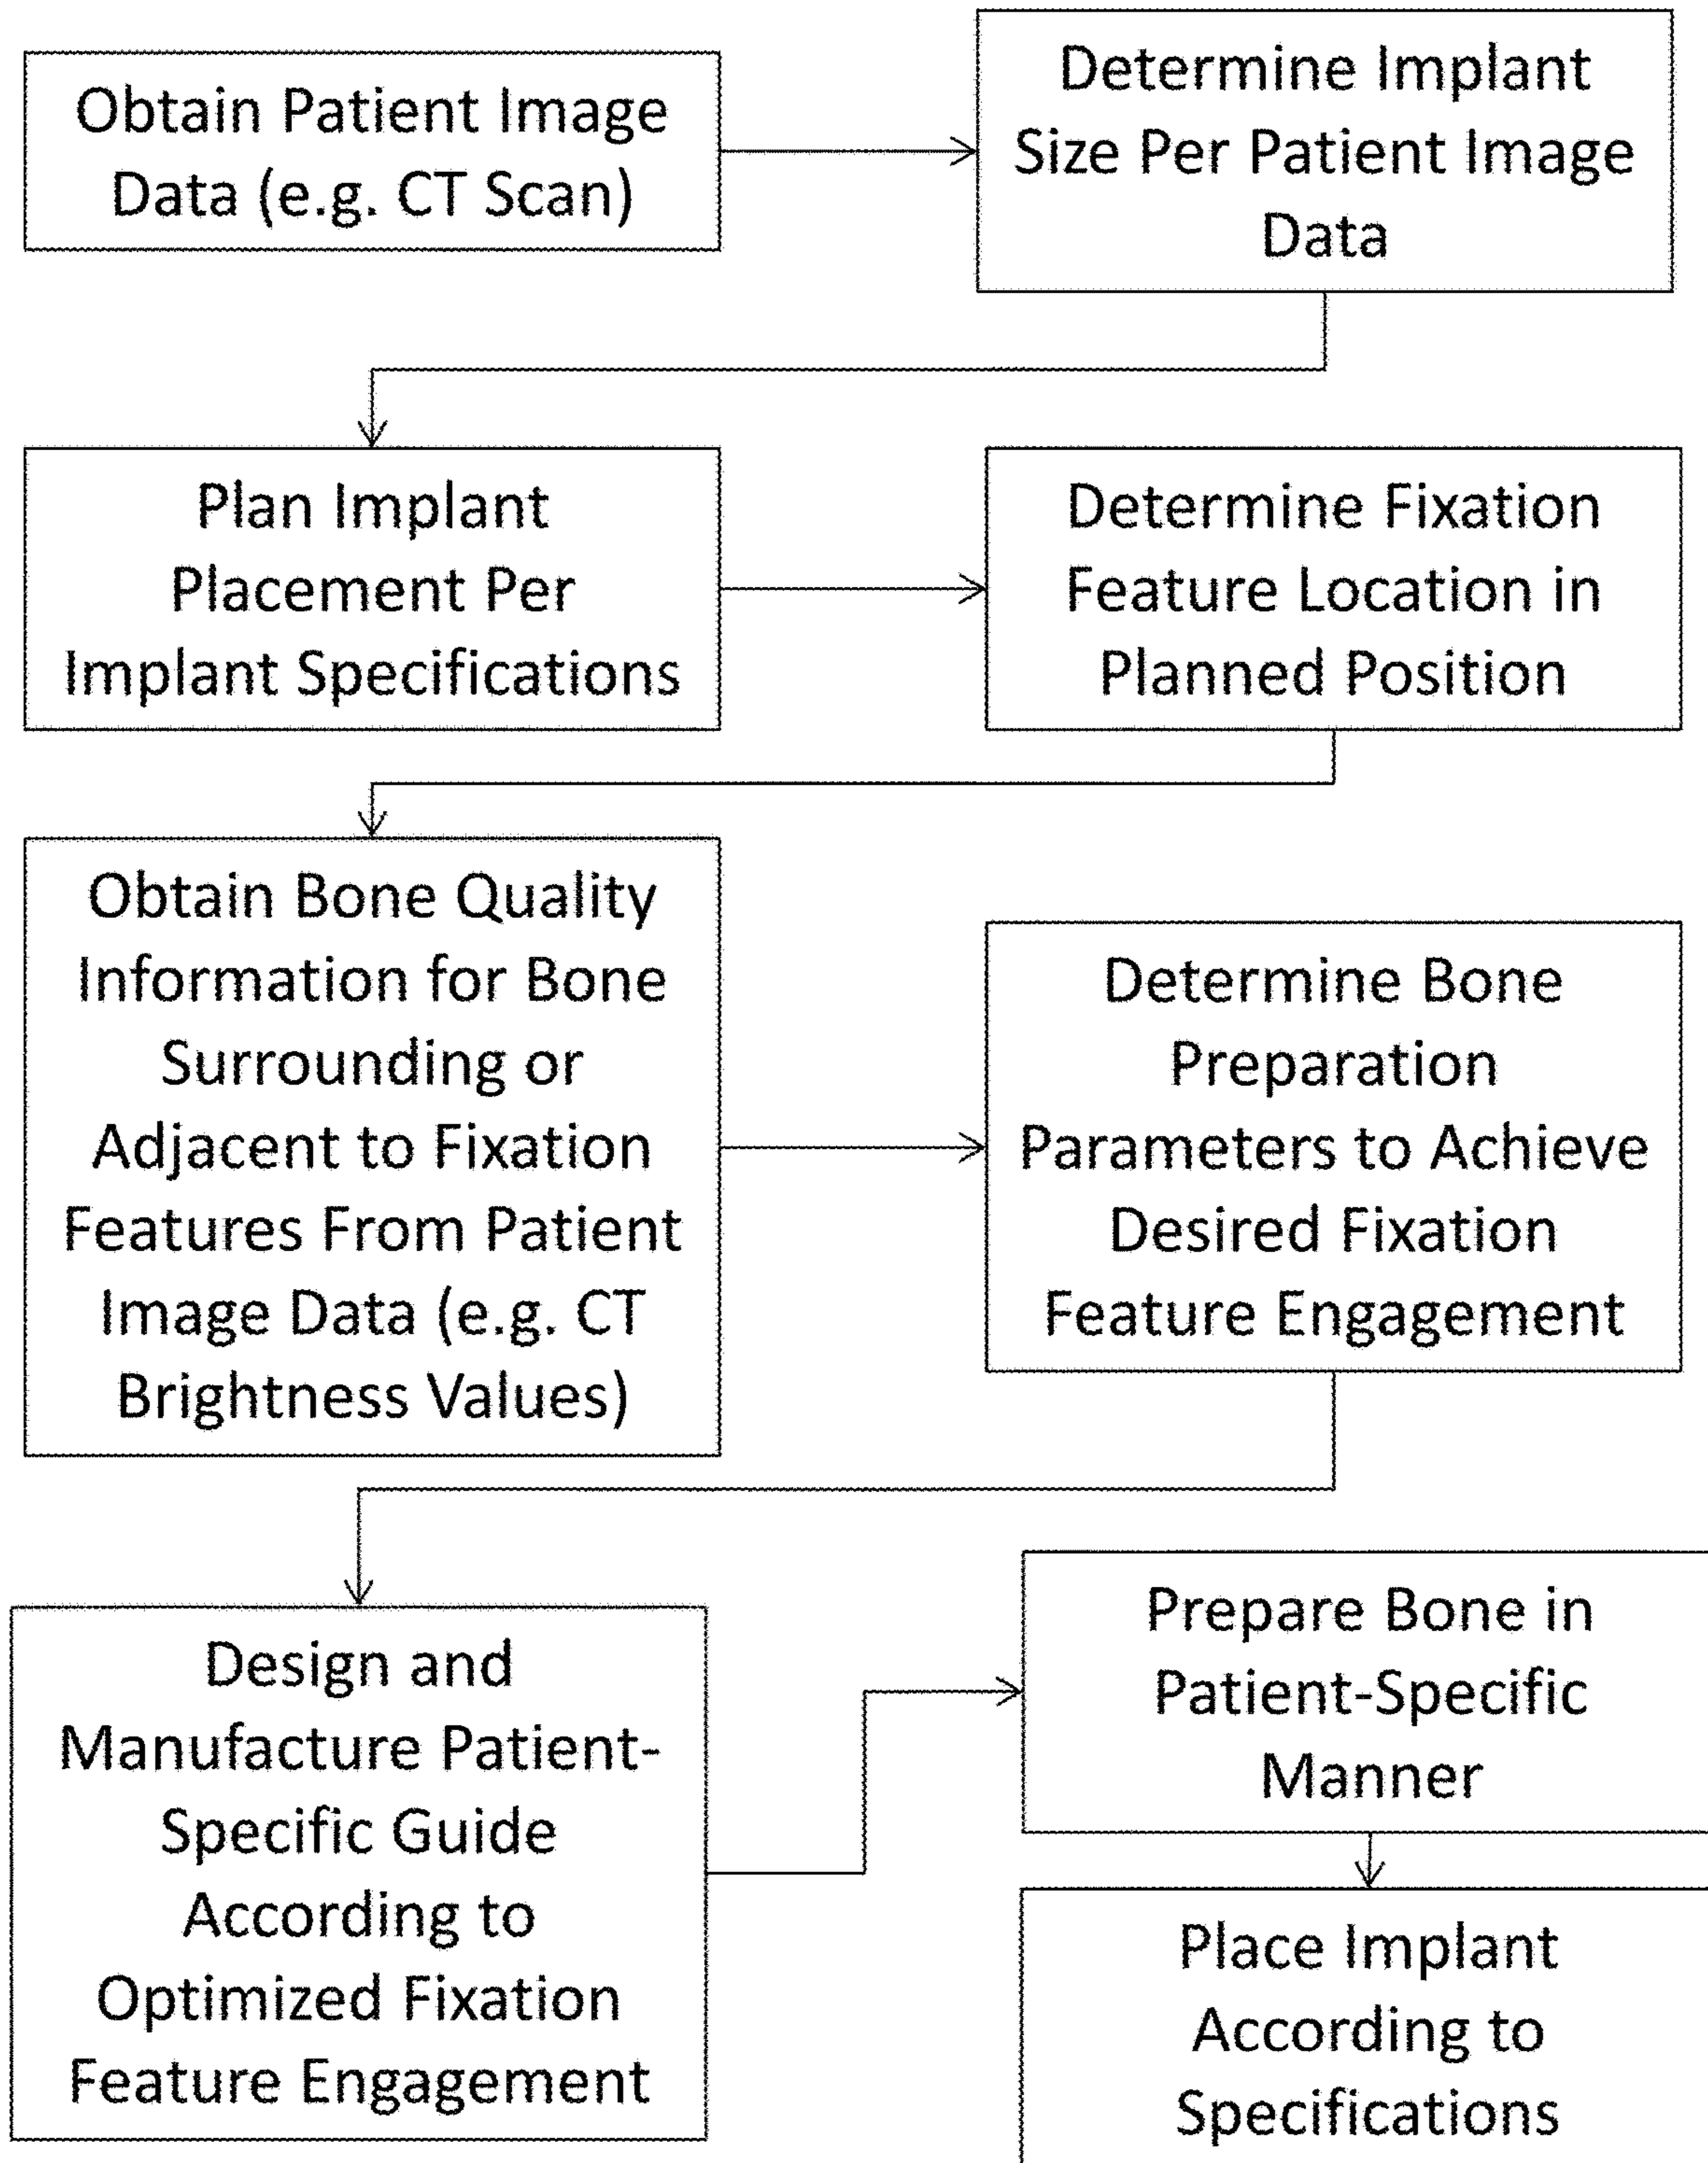 Obtain Patient Image
Data (e.g. CT Scan)
Determine Implant
Size Per Patient Image
Data
Plan Implant
Placement Per
Implant Specifications
Determine Fixation
Feature Location in
Planned Position
Obtain Bone Quality
Information for Bone
Surrounding or
Adjacent to Fixation
Features From Patient
Image Data (e.g. CT
Brightness Values)
Determine Bone
Preparation
Parameters to Achieve
Desired Fixation
Feature Engagement
Design and
Manufacture Patient-
Specific Guide
According to
Optimized Fixation
Feature Engagement
Prepare Bone in
Patient-Specific
Manner
Place Implant
According to
Specifications